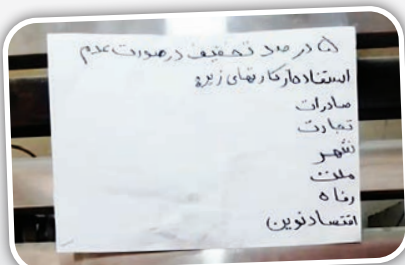 ۵ درصد تخفیف در صورت عدم
استفاده از کارتهای زیر:
صادرات
تجارت
شهر
ملت
رفاه
اقتصاد نوین